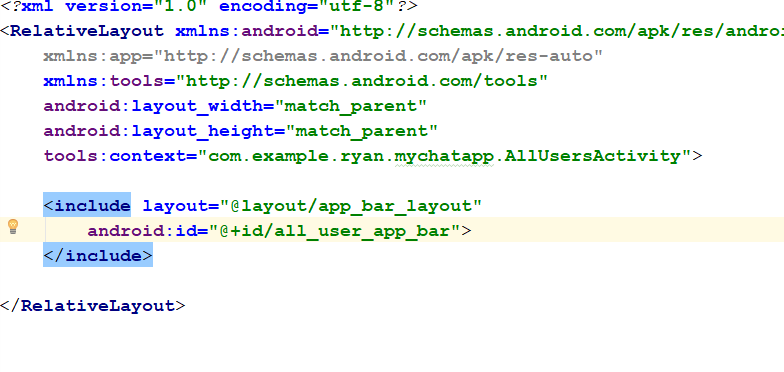 <?xml version="1.0" encoding="utf-8"?>
<RelativeLayout xmlns:android="http://schemas.android.com/apk/res/andro
xmlns:app="http://schemas.android.com/apk/res-auto"
xmlns:tools="http://schemas.android.com/tools"
android:layout_width="match_parent"
android:layout_height="match_parent"
tools:context="com.example.ryan.mychatapp.AllUsersActivity">
<include layout="@layout/app_bar_layout"
android:id="@+id/all_user_app_bar">
</include>
</RelativeLayout>